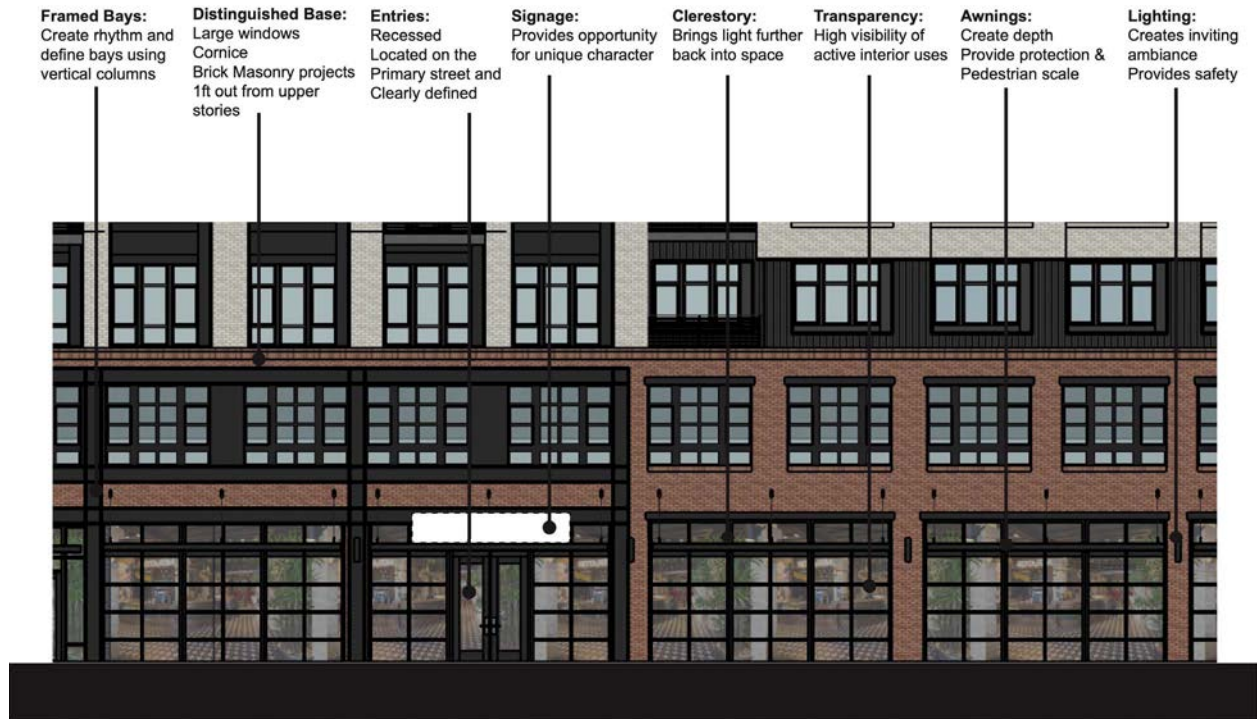 Framed Bays:
Create rhythm and
define bays using
vertical columns
Distinguished Base:
Large windows
Cornice
Brick Masonry projects
1ft out from upper
stories
Entries:
Recessed
Located on the
Primary street and
Clearly defined
Signage:
Provides opportunity
for unique character
Clerestory:
Brings light further
back into space
Transparency:
High visibility of
active interior uses
Awnings:
Create depth
Provide protection &
Pedestrian scale
Lighting:
Creates inviting
ambiance
Provides safety